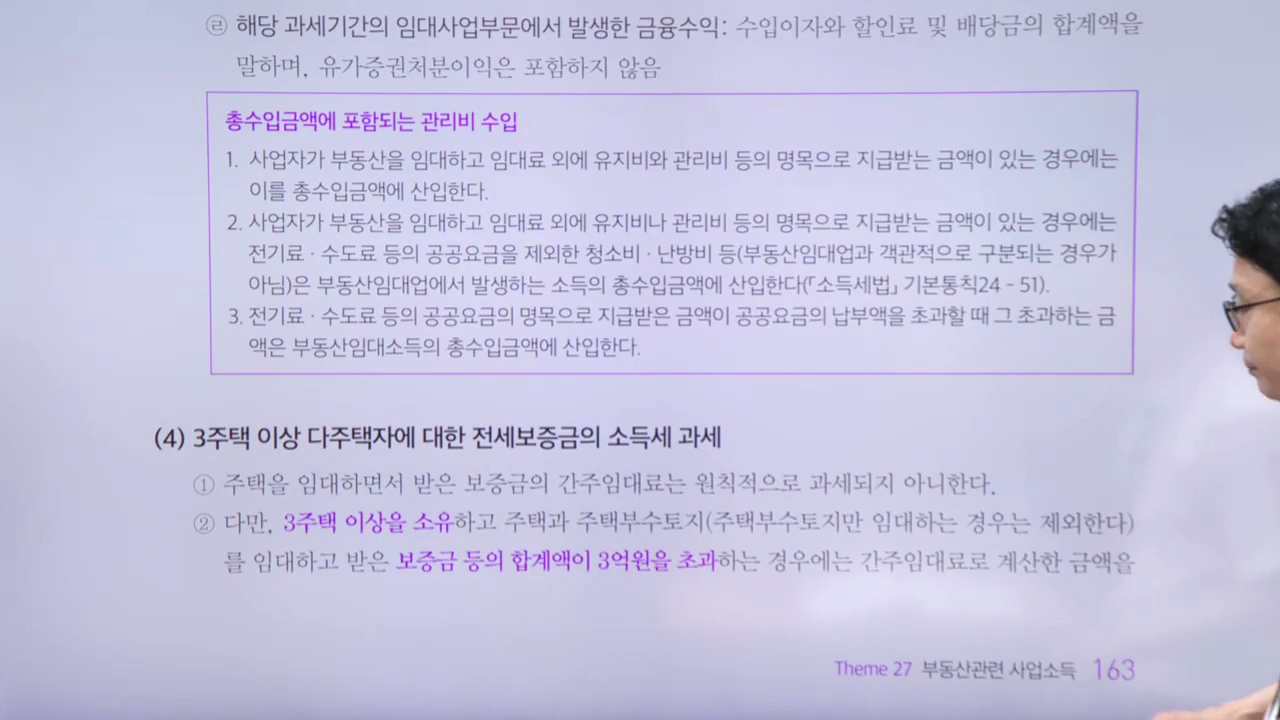 ㉣ 해당 과세기간의 임대사업부문에서 발생한 금융수익: 수입이자와 할인료 및 배당금의 합계액을
말하며, 유가증권처분이익은 포함하지 않음
총수입금액에 포함되는 관리비 수입
1. 사업자가 부동산을 임대하고 임대료 외에 유지비와 관리비 등의 명목으로 지급받는 금액이 있는 경우에는
이를 총수입금액에 산입한다.
2. 사업자가 부동산을 임대하고 임대료 외에 유지비나 관리비 등의 명목으로 지급받는 금액이 있는 경우에는
전기료 · 수도료 등의 공공요금을 제외한 청소비 · 난방비 등(부동산임대업과 객관적으로 구분되는 경우가
아님)은 부동산임대업에서 발생하는 소득의 총수입금액에 산입한다(「소득세법」 기본통칙24 - 51).
3. 전기료 · 수도료 등의 공공요금의 명목으로 지급받은 금액이 공공요금의 납부액을 초과할 때 그 초과하는 금
액은 부동산임대소득의 총수입금액에 산입한다.
(4) 3주택 이상 다주택자에 대한 전세보증금의 소득세 과세
① 주택을 임대하면서 받은 보증금의 간주임대료는 원칙적으로 과세되지 아니한다.
② 다만, 3주택 이상을 소유하고 주택과 주택부수토지(주택부수토지만 임대하는 경우는 제외한다)
를 임대하고 받은 보증금 등의 합계액이 3억원을 초과하는 경우에는 간주임대료로 계산한 금액을
Theme 27 부동산관련 사업소득 163